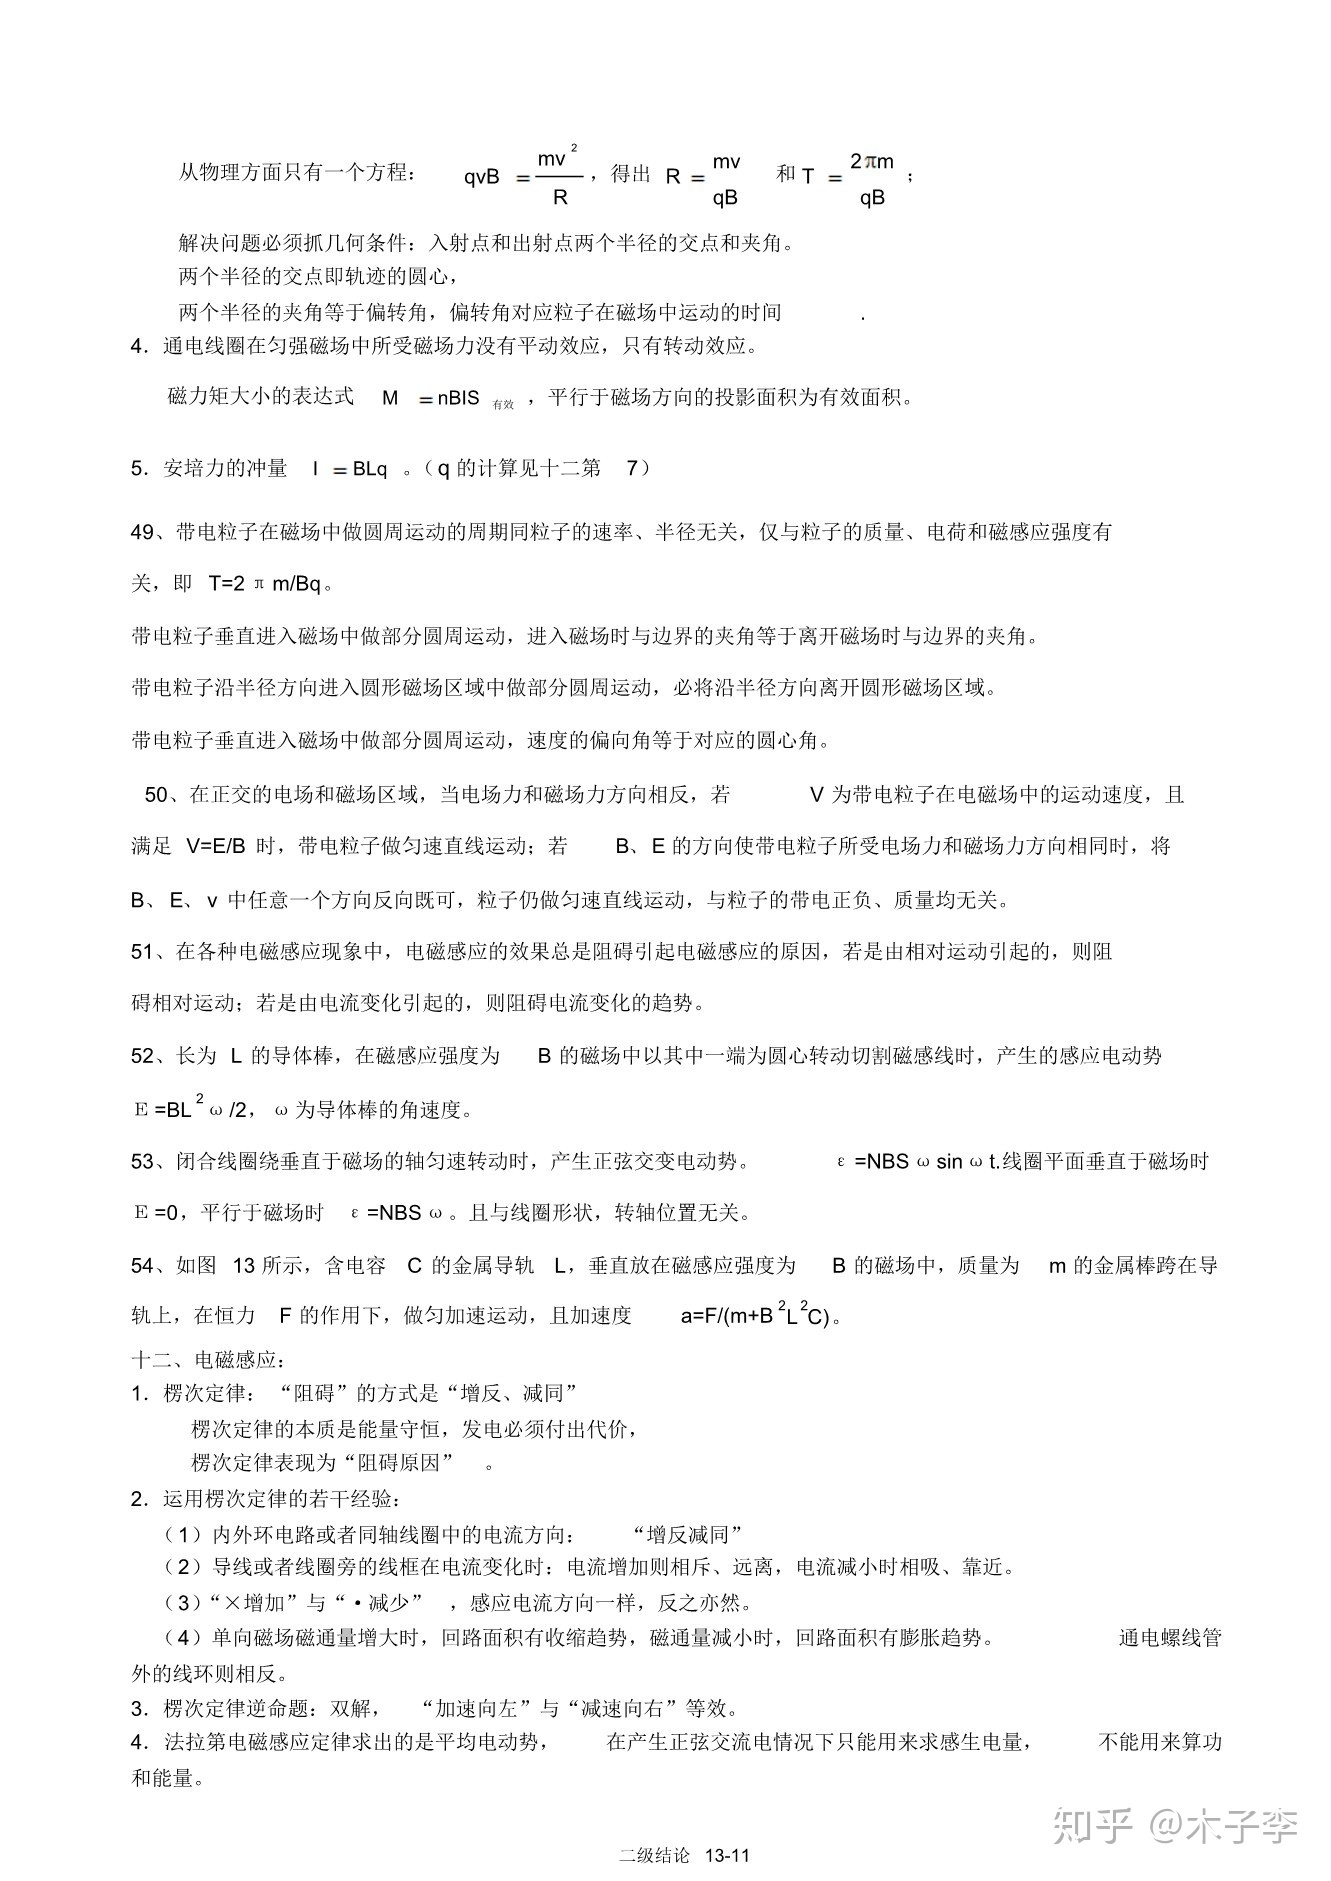 从物理方面只有一个方程： qvB = mv²/R ，得出 R = mv/qB 和 T = 2πm/qB ；
解决问题必须抓几何条件：入射点和出射点两个半径的交点和夹角。
两个半径的交点即轨迹的圆心，
两个半径的夹角等于偏转角，偏转角对应粒子在磁场中运动的时间 .
4．通电线圈在匀强磁场中所受磁场力没有平动效应，只有转动效应。
磁力矩大小的表达式 M = nBIS 有效 ，平行于磁场方向的投影面积为有效面积。
5．安培力的冲量 I = BLq 。（ q 的计算见十二第 7）
49、带电粒子在磁场中做圆周运动的周期同粒子的速率、半径无关，仅与粒子的质量、电荷和磁感应强度有
关，即 T=2 π m/Bq。
带电粒子垂直进入磁场中做部分圆周运动，进入磁场时与边界的夹角等于离开磁场时与边界的夹角。
带电粒子沿半径方向进入圆形磁场区域中做部分圆周运动，必将沿半径方向离开圆形磁场区域。
带电粒子垂直进入磁场中做部分圆周运动，速度的偏向角等于对应的圆心角。
50、在正交的电场和磁场区域，当电场力和磁场力方向相反，若 V 为带电粒子在电磁场中的运动速度，且
满足 V=E/B 时，带电粒子做匀速直线运动；若 B、E 的方向使带电粒子所受电场力和磁场力方向相同时，将
B、E、v 中任意一个方向反向既可，粒子仍做匀速直线运动，与粒子的带电正负、质量均无关。
51、在各种电磁感应现象中，电磁感应的效果总是阻碍引起电磁感应的原因，若是由相对运动引起的，则阻
碍相对运动；若是由电流变化引起的，则阻碍电流变化的趋势。
52、长为 L 的导体棒，在磁感应强度为 B 的磁场中以其中一端为圆心转动切割磁感线时，产生的感应电动势
Ε=BL²ω/2，ω为导体棒的角速度。
53、闭合线圈绕垂直于磁场的轴匀速转动时，产生正弦交变电动势。 ε=NBSωsinωt.线圈平面垂直于磁场时
Ε=0，平行于磁场时 ε=NBSω。且与线圈形状，转轴位置无关。
54、如图 13 所示，含电容 C 的金属导轨 L，垂直放在磁感应强度为 B 的磁场中，质量为 m 的金属棒跨在导
轨上，在恒力 F 的作用下，做匀加速运动，且加速度 a=F/(m+B²L²C)。
十二、电磁感应：
1．楞次定律：“阻碍”的方式是“增反、减同”
楞次定律的本质是能量守恒，发电必须付出代价，
楞次定律表现为“阻碍原因” 。
2．运用楞次定律的若干经验：
（1）内外环电路或者同轴线圈中的电流方向： “增反减同”
（2）导线或者线圈旁的线框在电流变化时：电流增加则相斥、远离，电流减小时相吸、靠近。
（3）“×增加”与“·减少” ，感应电流方向一样，反之亦然。
（4）单向磁场磁通量增大时，回路面积有收缩趋势，磁通量减小时，回路面积有膨胀趋势。 通电螺线管
外的线环则相反。
3．楞次定律逆命题：双解， “加速向左”与“减速向右”等效。
4．法拉第电磁感应定律求出的是平均电动势， 在产生正弦交流电情况下只能用来求感生电量， 不能用来算功
和能量。
知乎 @木子李
二级结论 13-11